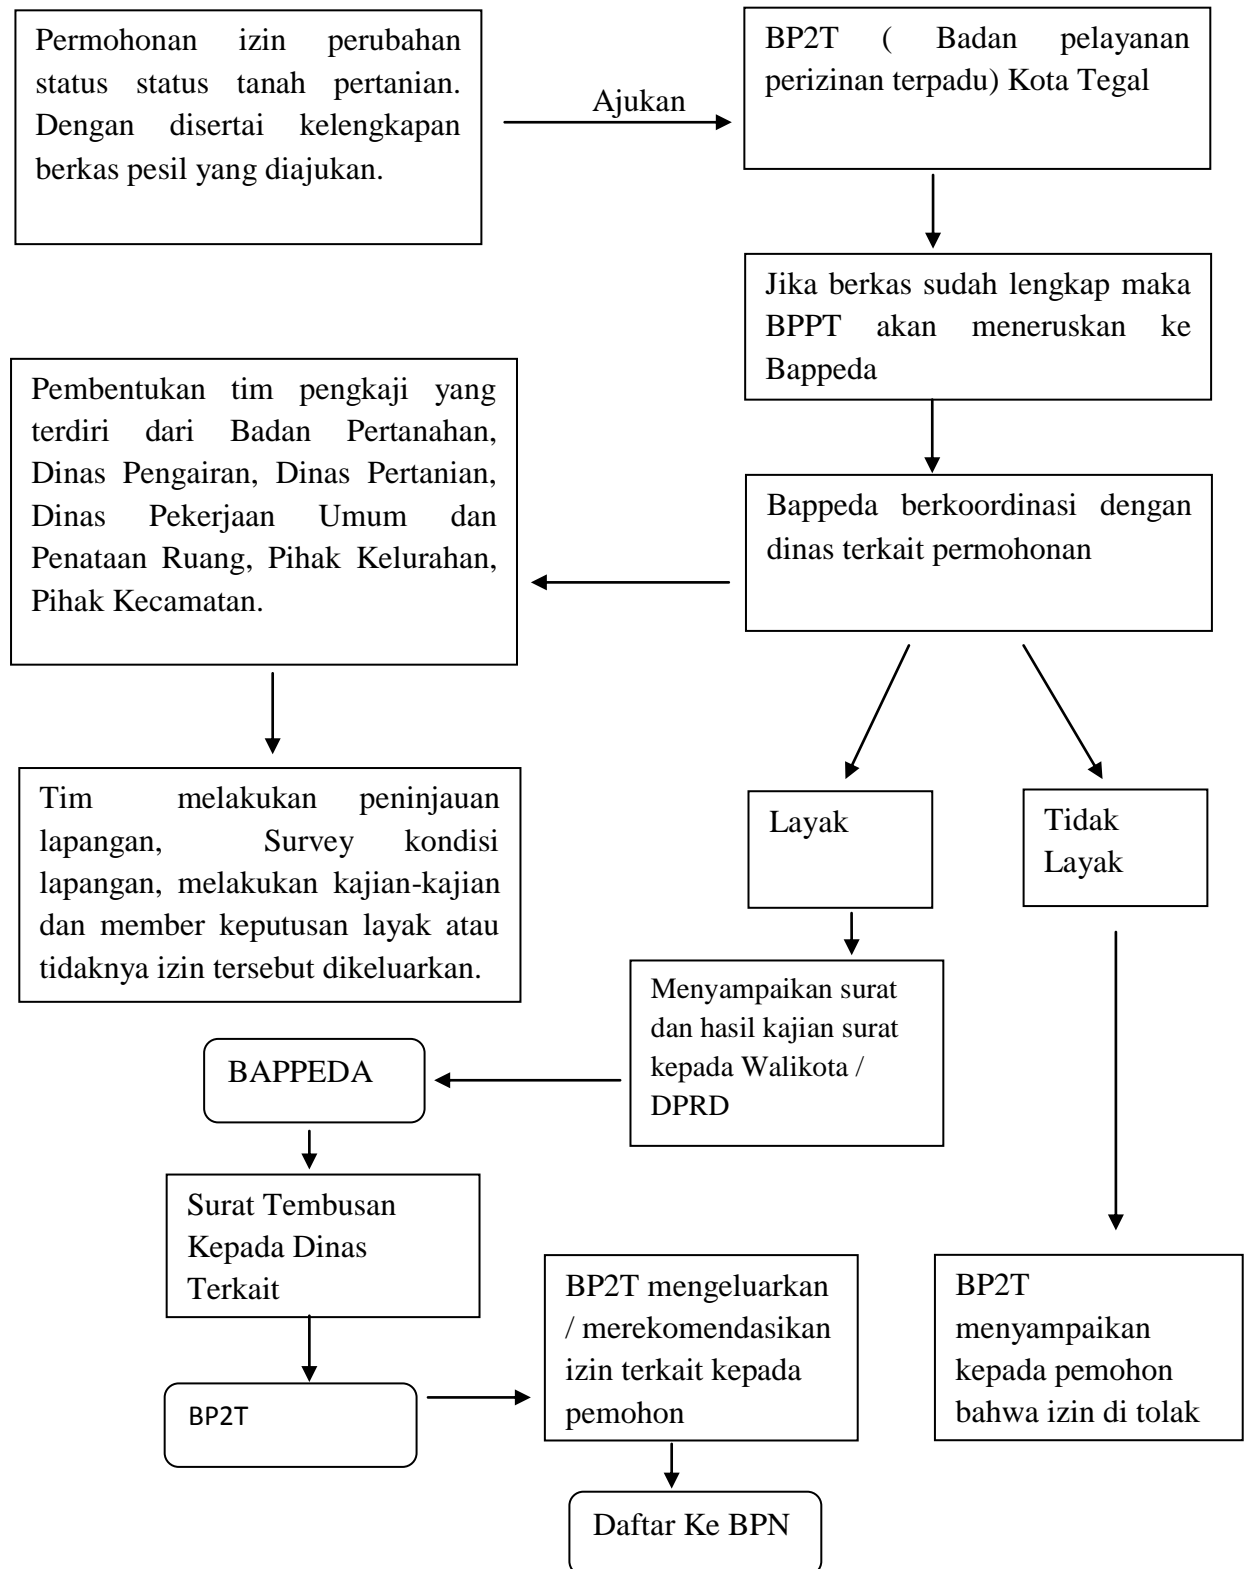 Permohonan izin perubahan
status status tanah pertanian.
Dengan disertai kelengkapan
berkas pesil yang diajukan.
Ajukan
BP2T ( Badan pelayanan
perizinan terpadu) Kota Tegal
Jika berkas sudah lengkap maka
BPPT akan meneruskan ke
Bappeda
Bappeda berkoordinasi dengan
dinas terkait permohonan
Pembentukan tim pengkaji yang
terdiri dari Badan Pertanahan,
Dinas Pengairan, Dinas Pertanian,
Dinas Pekerjaan Umum dan
Penataan Ruang, Pihak Kelurahan,
Pihak Kecamatan.
Tim melakukan peninjauan
lapangan, Survey kondisi
lapangan, melakukan kajian-kajian
dan member keputusan layak atau
tidaknya izin tersebut dikeluarkan.
Layak
Tidak
Layak
Menyampaikan surat
dan hasil kajian surat
kepada Walikota /
DPRD
BAPPEDA
Surat Tembusan
Kepada Dinas
Terkait
BP2T
BP2T mengeluarkan
/ merekomendasikan
izin terkait kepada
pemohon
BP2T
menyampaikan
kepada pemohon
bahwa izin di tolak
Daftar Ke BPN